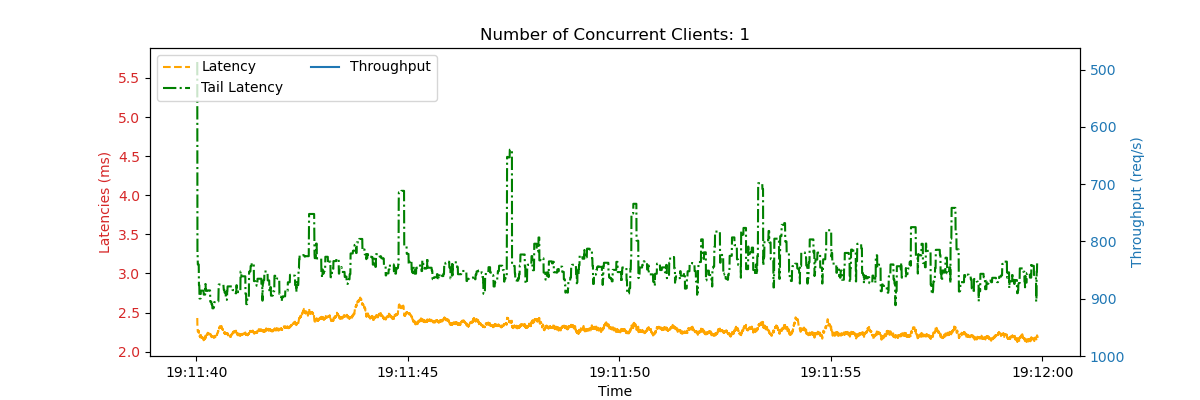 Number of Concurrent Clients: 1
Latency
Throughput
Tail Latency
Latencies (ms)
5.5
5.0
4.5
4.0
3.5
3.0
2.5
2.0
500
600
700
800
900
1000
Throughput (req/s)
19:11:40
19:11:45
19:11:50
19:11:55
19:12:00
Time